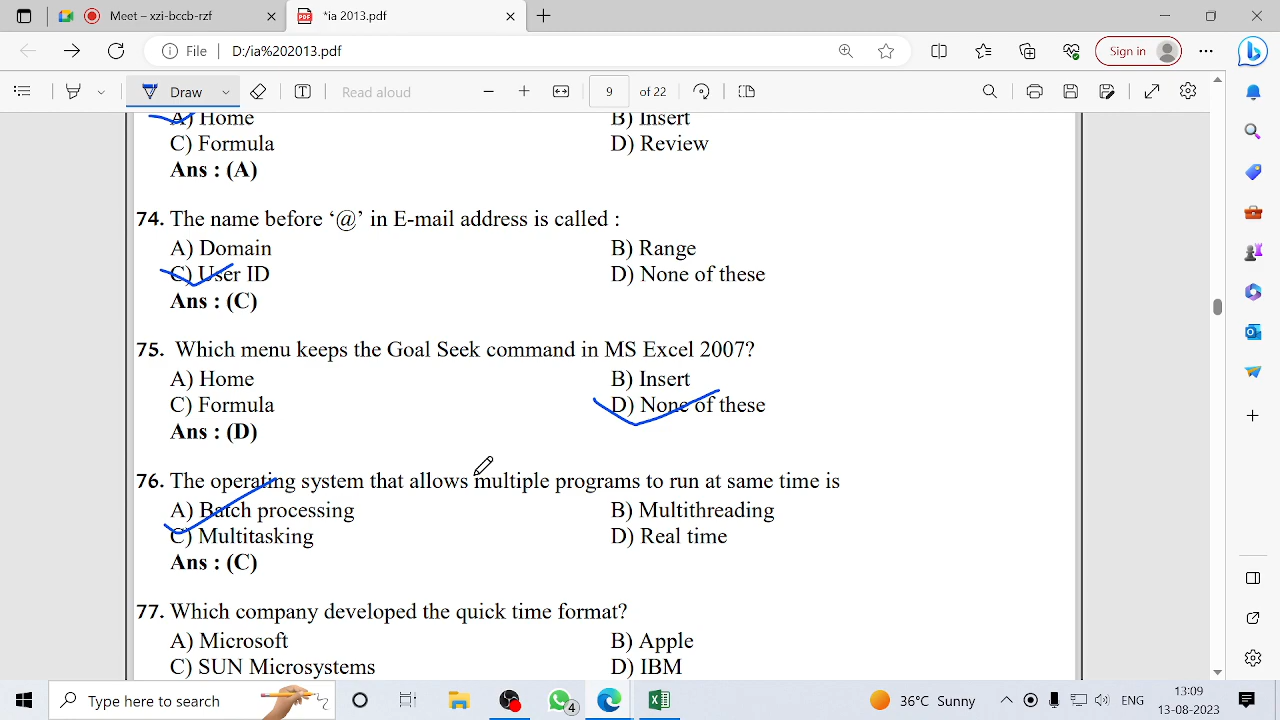 Meet – xzi-bcbd-rzf
*ia 2013.pdf
File
D:/ia%202013.pdf
Sign in
Draw
Read aloud
9
of 22
A) Home
B) Insert
C) Formula
D) Review
Ans : (A)
74. The name before ‘@’ in E-mail address is called :
A) Domain
B) Range
C) User ID
D) None of these
Ans : (C)
75. Which menu keeps the Goal Seek command in MS Excel 2007?
A) Home
B) Insert
C) Formula
D) None of these
Ans : (D)
76. The operating system that allows multiple programs to run at same time is
A) Batch processing
B) Multithreading
C) Multitasking
D) Real time
Ans : (C)
77. Which company developed the quick time format?
A) Microsoft
B) Apple
C) SUN Microsystems
D) IBM
Type here to search
4
36°C Sunny
ENG
13:09
13-08-2023